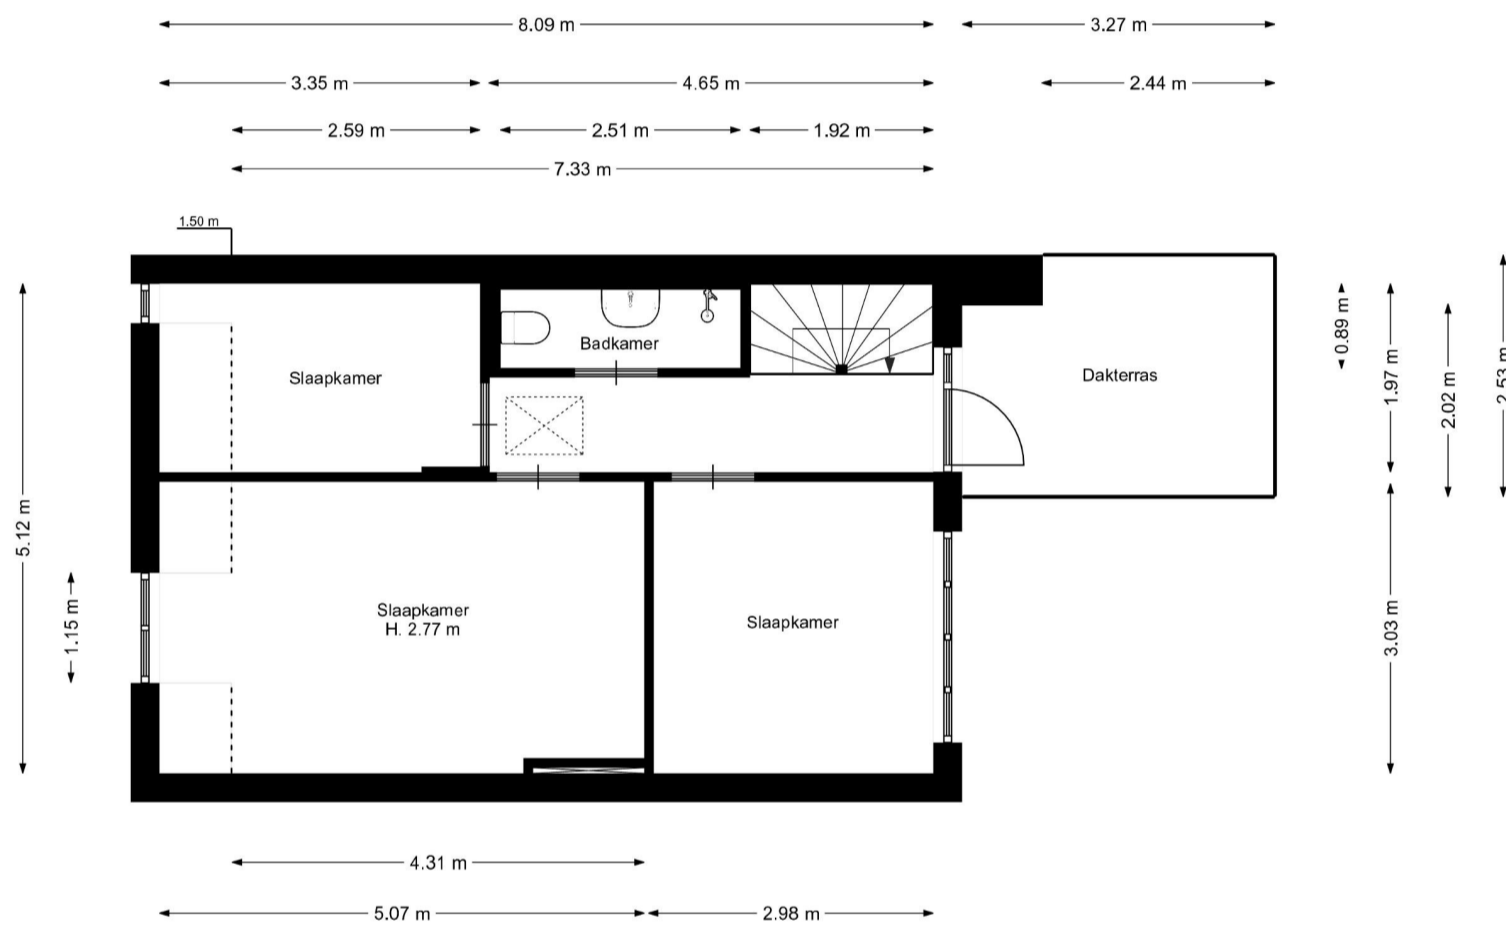 8.09 m
3.27 m
3.35 m
4.65 m
2.44 m
2.59 m
2.51 m
1.92 m
7.33 m
1.50 m
Badkamer
Slaapkamer
Dakterras
0.89 m
1.97 m
2.02 m
2.53 m
5.12 m
1.15 m
Slaapkamer
H. 2.77 m
Slaapkamer
3.03 m
4.31 m
5.07 m
2.98 m